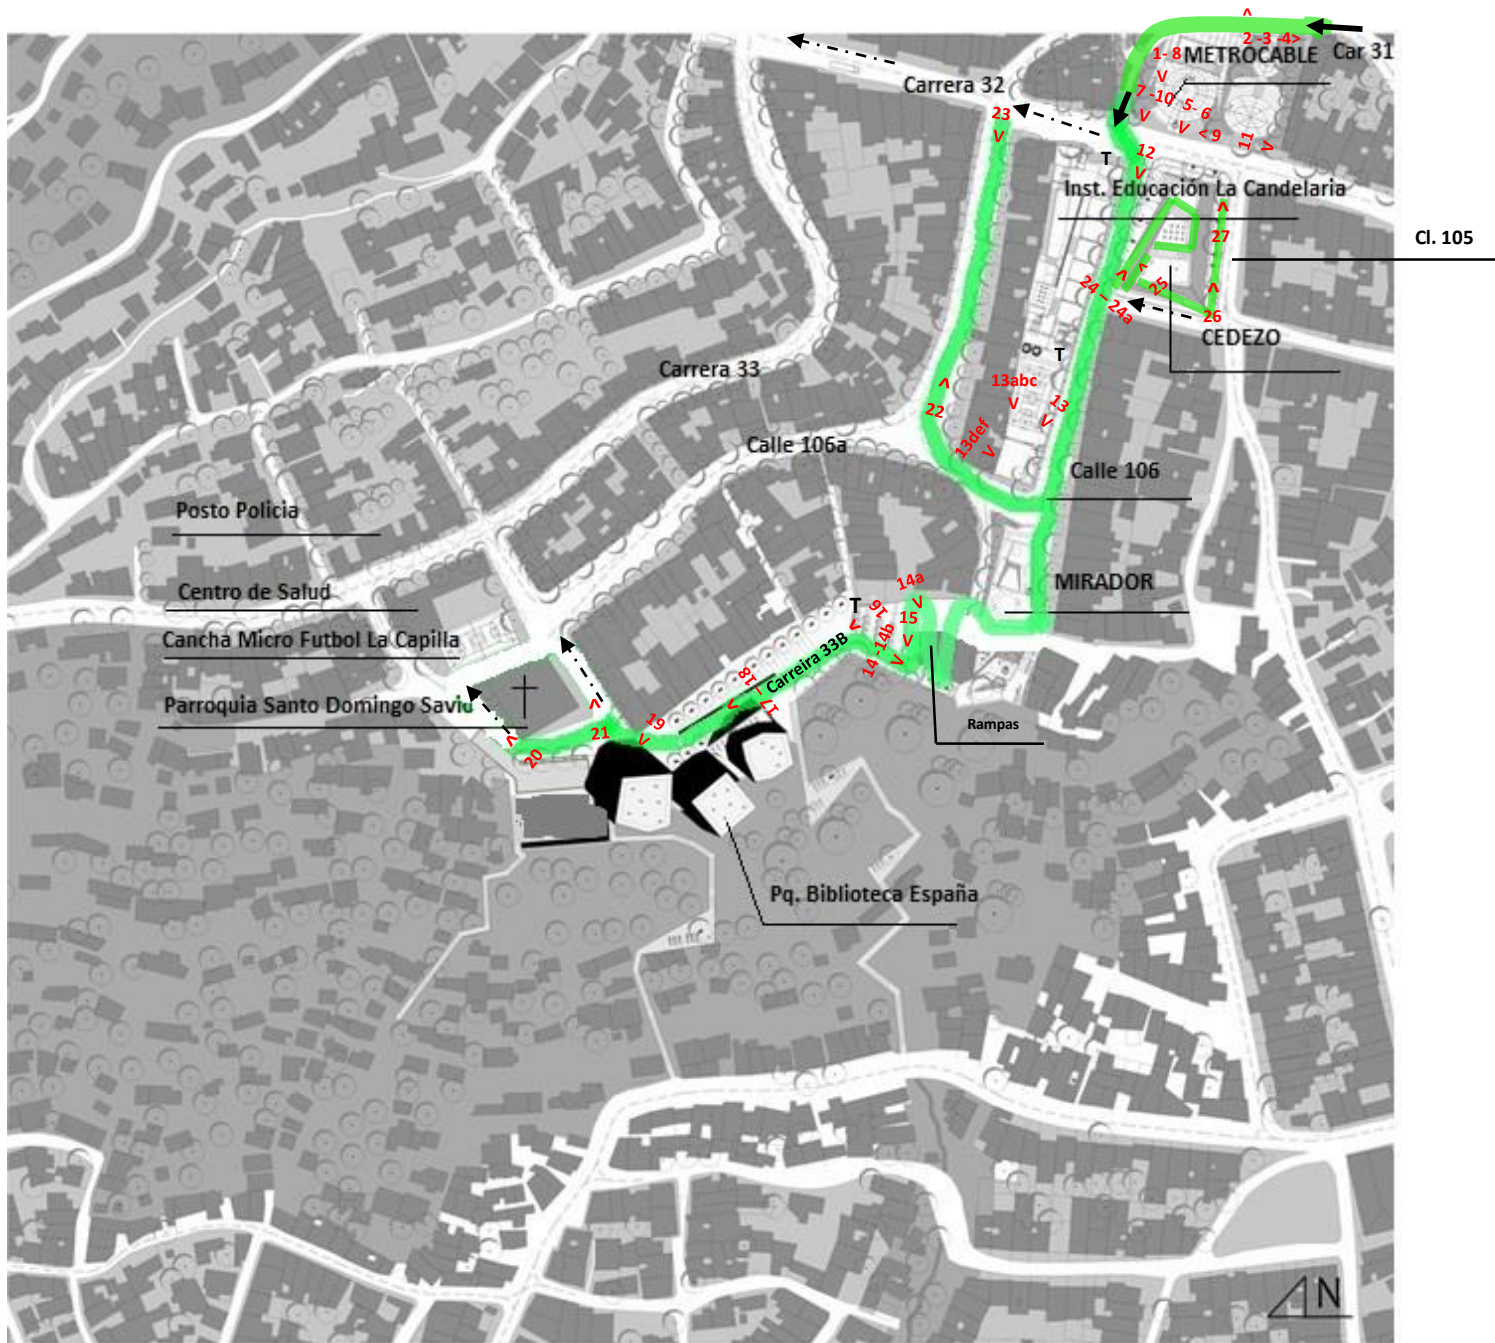 ^
2 -3 -4>
Car 31
1- 8
METROCABLE
V
Carrera 32
7 -10
5- 6
V
V
< 9
11
V
23
V
12
V
T
Inst. Educación La Candelaria
^
27
Cl. 105
^
^
25
^
24 – 24a
26
CEDEZO
T
Carrera 33
^
22
13abc
V
13
V
13def
V
Calle 106a
Calle 106
Posto Policia
Centro de Salud
MIRADOR
14a
V
T
16
V
15
V
14 -14b
V
Cancha Micro Futbol La Capilla
Carreira 33B
Parroquia Santo Domingo Savio
17 – 18
V
^
19
V
21
^
20
Rampas
Pq. Biblioteca España
N